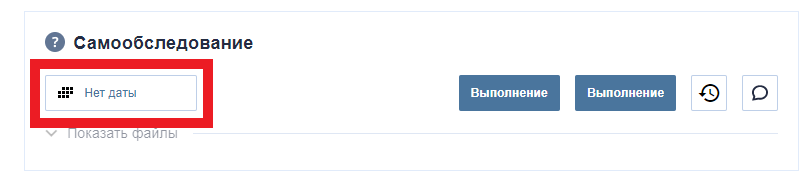 ? Самообследование
Нет даты Выполнение Выполнение
Показать файлы